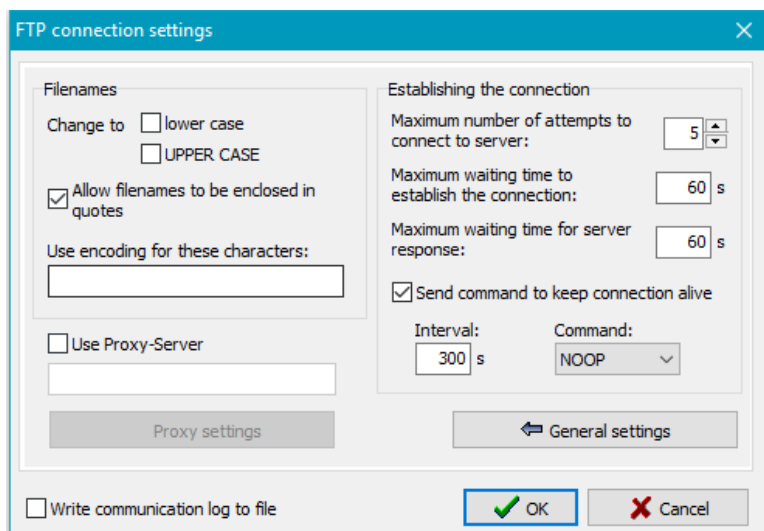 FTP connection settings
Filenames
Change to
lower case
UPPER CASE
Allow filenames to be enclosed in
quotes
Use encoding for these characters:
Use Proxy-Server
Proxy settings
Establishing the connection
Maximum number of attempts to
connect to server:
5
Maximum waiting time to
establish the connection:
60 s
Maximum waiting time for server
response:
60 s
Send command to keep connection alive
Interval:
300 s
Command:
NOOP
General settings
Write communication log to file
OK
Cancel